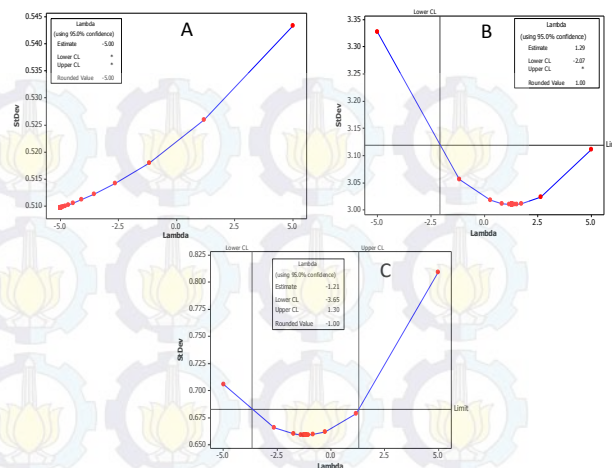 A
0.545
0.540
0.535
0.530
0.525
0.520
0.515
0.510
StDev
-5.0
-2.5
0.0
2.5
5.0
Lambda
Lambda
(using 95.0% confidence)
Estimate -5.00
Lower CL *
Upper CL *
Rounded Value -5.00
Lower CL
B
3.35
3.30
3.25
3.20
3.15
3.10
3.05
3.00
StDev
-5.0
-2.5
0.0
2.5
5.0
Lambda
Lambda
(using 95.0% confidence)
Estimate 1.29
Lower CL -2.07
Upper CL *
Rounded Value 1.00
Lower CL
Upper CL
C
0.825
0.800
0.775
0.750
0.725
0.700
0.675
0.650
StDev
-5.0
-2.5
0.0
2.5
5.0
Lambda
Lambda
(using 95.0% confidence)
Estimate -1.21
Lower CL -3.65
Upper CL 1.30
Rounded Value -1.00
Limit